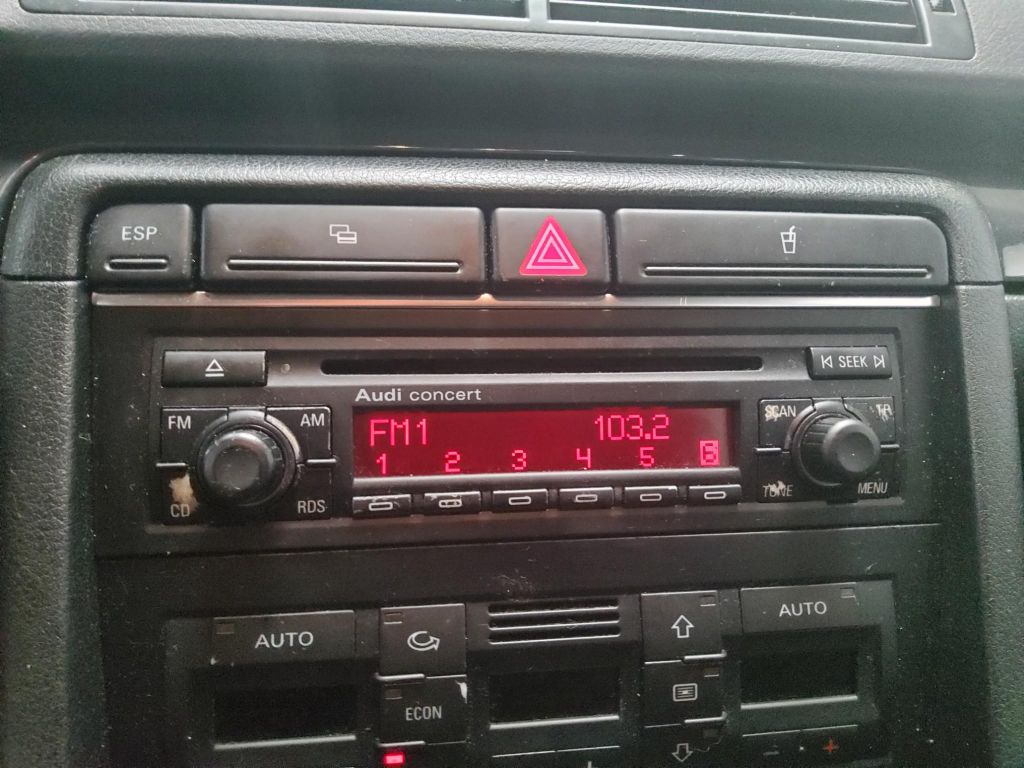 ESP
SEEK
Audi concert
FM AM
SCAN TP
FM1 103.2
1 2 3 4 5 6
CD RDS
TUNE MENU
AUTO
AUTO
ECON